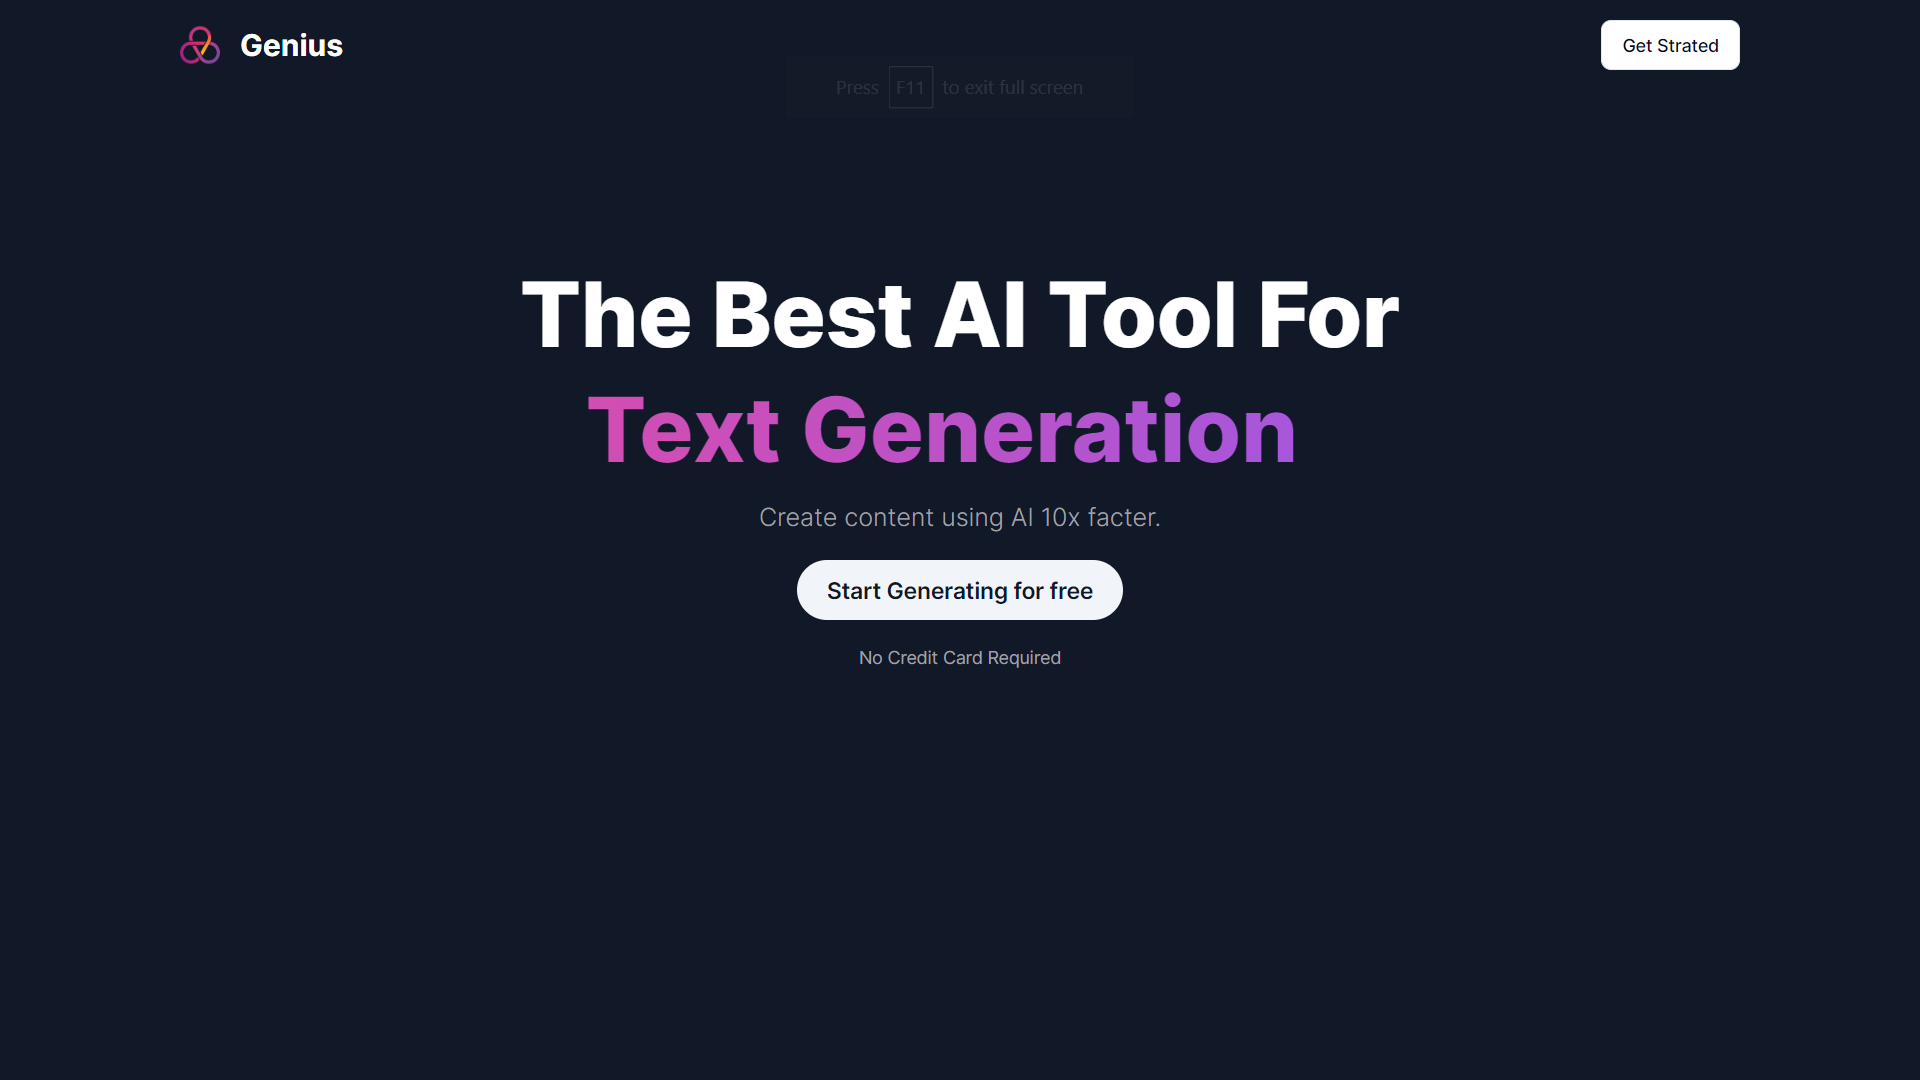 Genius
Get Strated
Press F11 to exit full screen
The Best AI Tool For
Text Generation
Create content using AI 10x facter.
Start Generating for free
No Credit Card Required